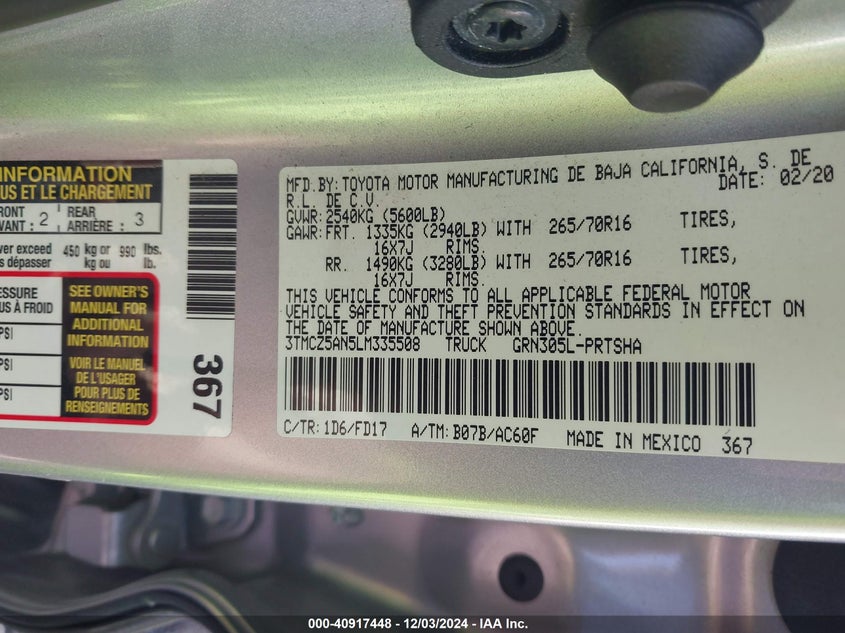 INFORMATION
US ET LE CHARGEMENT
FRONT
VANT : 2 REAR
ARRIÈRE : 3
ver exceed 450 kg or 990 lbs.
s dépasser kg ou lb.
ESSURE
US À FROID
PSI
PSI
PSI
SEE OWNER'S
MANUAL FOR
ADDITIONAL
INFORMATION
VOIR LE MANUEL
DE L'USAGER
POUR PLUS DE
RENSEIGNEMENTS
367
MFD.BY:TOYOTA MOTOR MANUFACTURING DE BAJA CALIFORNIA, S. DE
R.L. DE C.V. DATE: 02/20
GVWR:2540KG (5600LB)
GAWR:FRT. 1335KG (2940LB) WITH 265/70R16 TIRES,
16X7J RIMS.
RR. 1490KG (3280LB) WITH 265/70R16 TIRES,
16X7J RIMS.
THIS VEHICLE CONFORMS TO ALL APPLICABLE FEDERAL MOTOR
VEHICLE SAFETY AND THEFT PREVENTION STANDARDS IN EFFECT ON
THE DATE OF MANUFACTURE SHOWN ABOVE.
3TMCZ5AN5LM335508 TRUCK GRN305L-PRTSHA
C/TR: 1D6/FD17 A/TM: B07B/AC60F MADE IN MEXICO 367
000-40917448 - 12/03/2024 - IAA Inc.